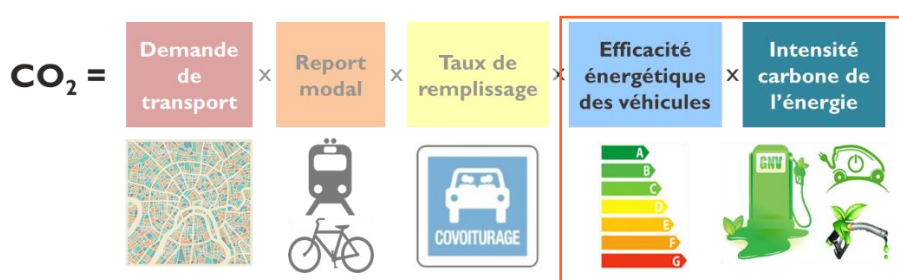 CO₂ =
Demande
de
transport
x
Report
modal
x
Taux de
remplissage
x
Efficacité
énergétique
des véhicules
x
Intensité
carbone de
l'énergie
COVOITURAGE
A
B
C
D
E
F
G
GNV